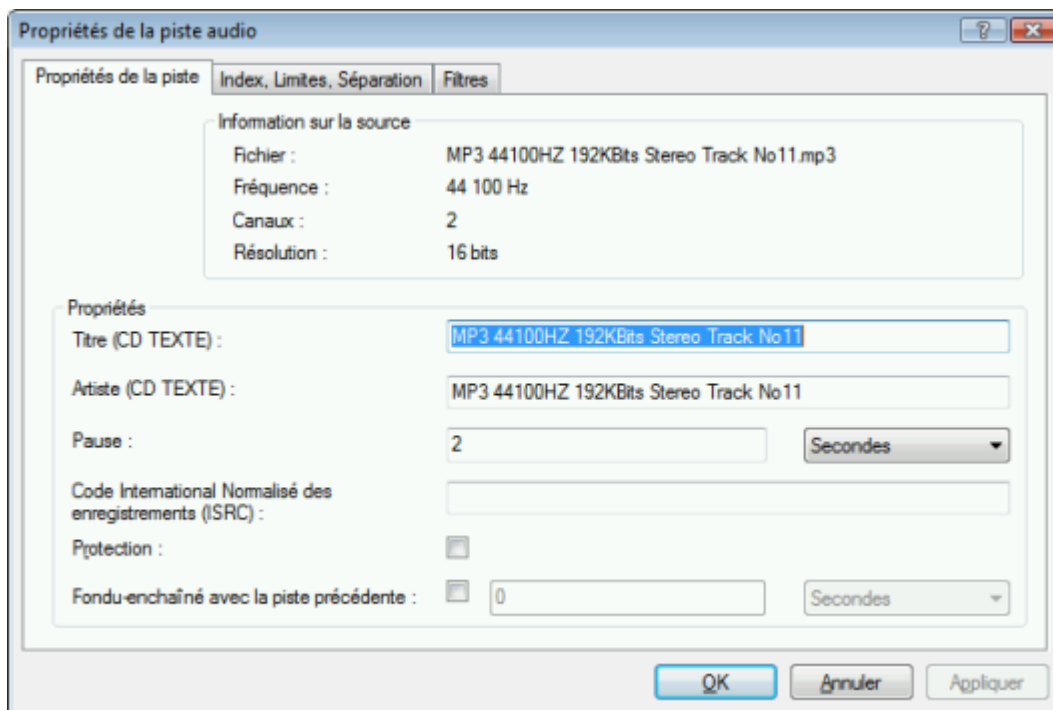 Propriétés de la piste audio
Propriétés de la piste Index, Limites, Séparation Filtres
Information sur la source
Fichier : MP3 44100HZ 192KBits Stereo Track No11.mp3
Fréquence : 44 100 Hz
Canaux : 2
Résolution : 16 bits
Propriétés
Titre (CD TEXTE) : MP3 44100HZ 192KBits Stereo Track No11
Artiste (CD TEXTE) : MP3 44100HZ 192KBits Stereo Track No11
Pause : 2 Secondes
Code International Normalisé des
enregistrements (ISRC) :
Protection :
Fondu-enchaîné avec la piste précédente : 0 Secondes
OK Annuler Appliquer